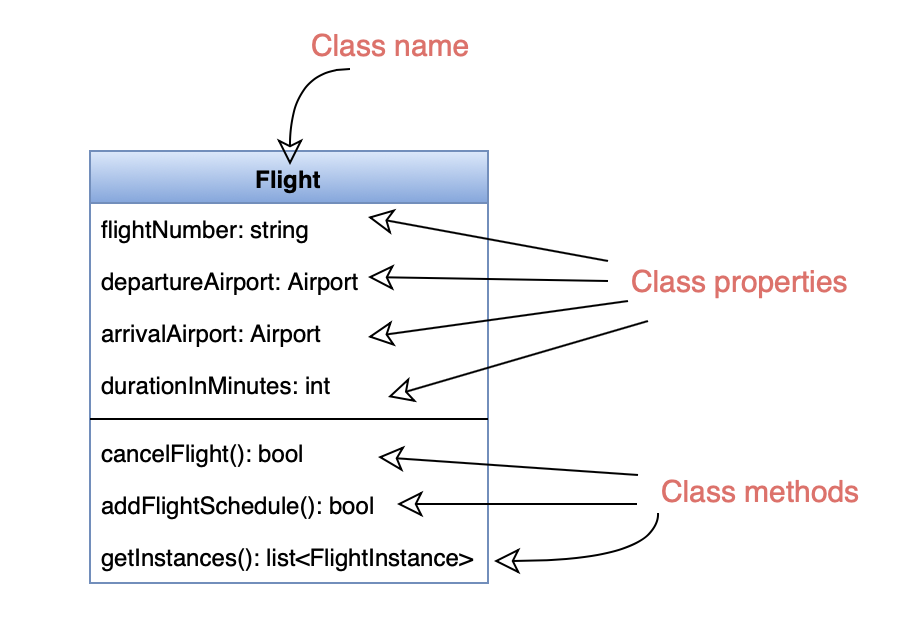 Class name
Flight
flightNumber: string
departureAirport: Airport
Class properties
arrivalAirport: Airport
durationInMinutes: int
cancelFlight(): bool
Class methods
addFlightSchedule(): bool
getInstances(): list<FlightInstance>